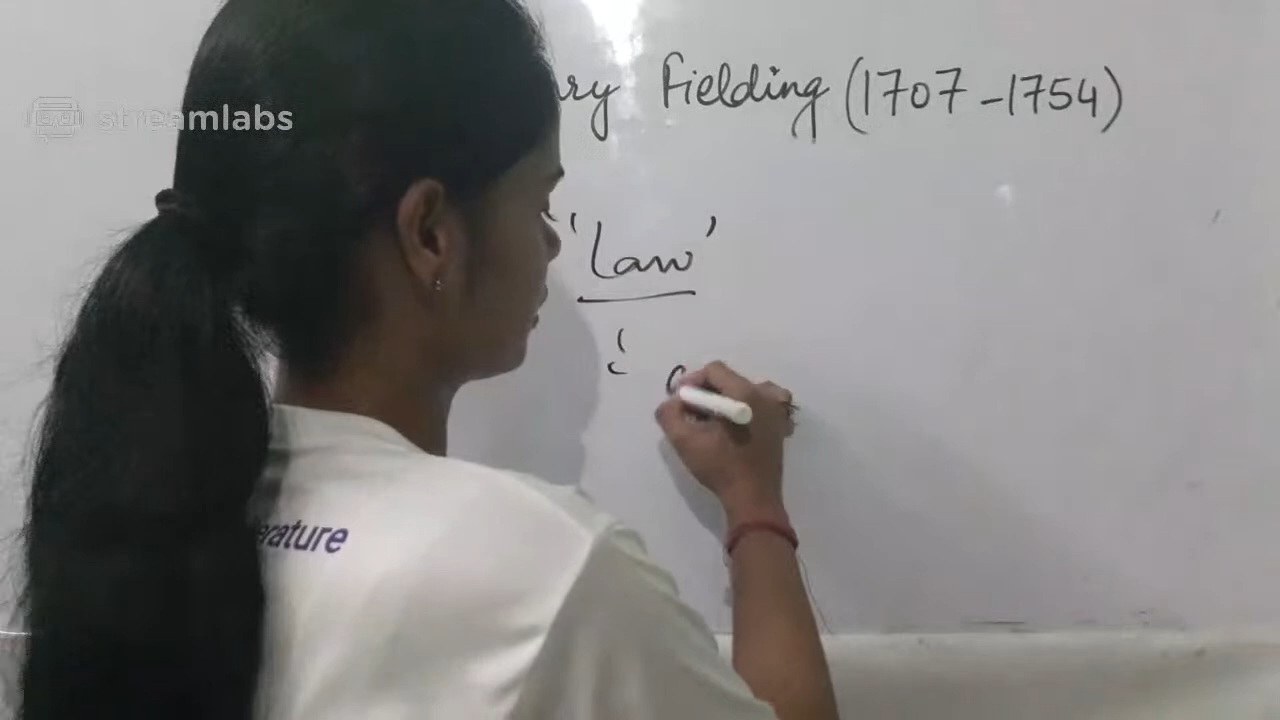 streamlabs
ry Fielding (1707-1754)
'Law'
erature